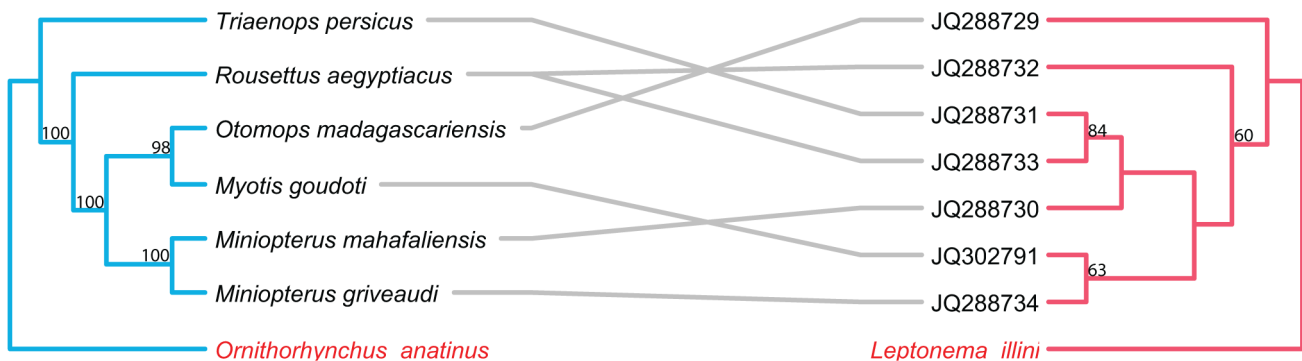 Triaenops persicus
Rousettus aegyptiacus
Otomops madagascariensis
Myotis goudoti
Miniopterus mahafaliensis
Miniopterus griveaudi
Ornithorhynchus anatinus
100
98
100
100
JQ288729
JQ288732
JQ288731
JQ288733
JQ288730
JQ302791
JQ288734
Leptonema illini
84
60
63